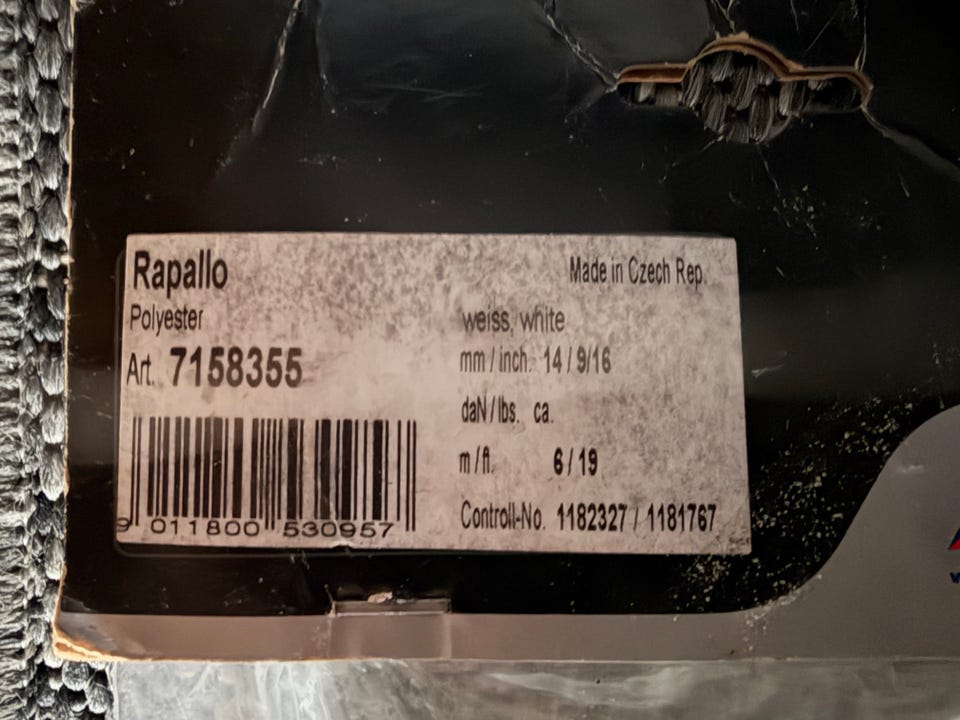 Rapallo
Made in Czech Rep.
Polyester
weiss, white
Art. 7158355
mm / inch. 14 / 9/16
daN / lbs. ca.
m / ft. 6 / 19
Controll-No. 1182327 / 1181767
9 011800 530957